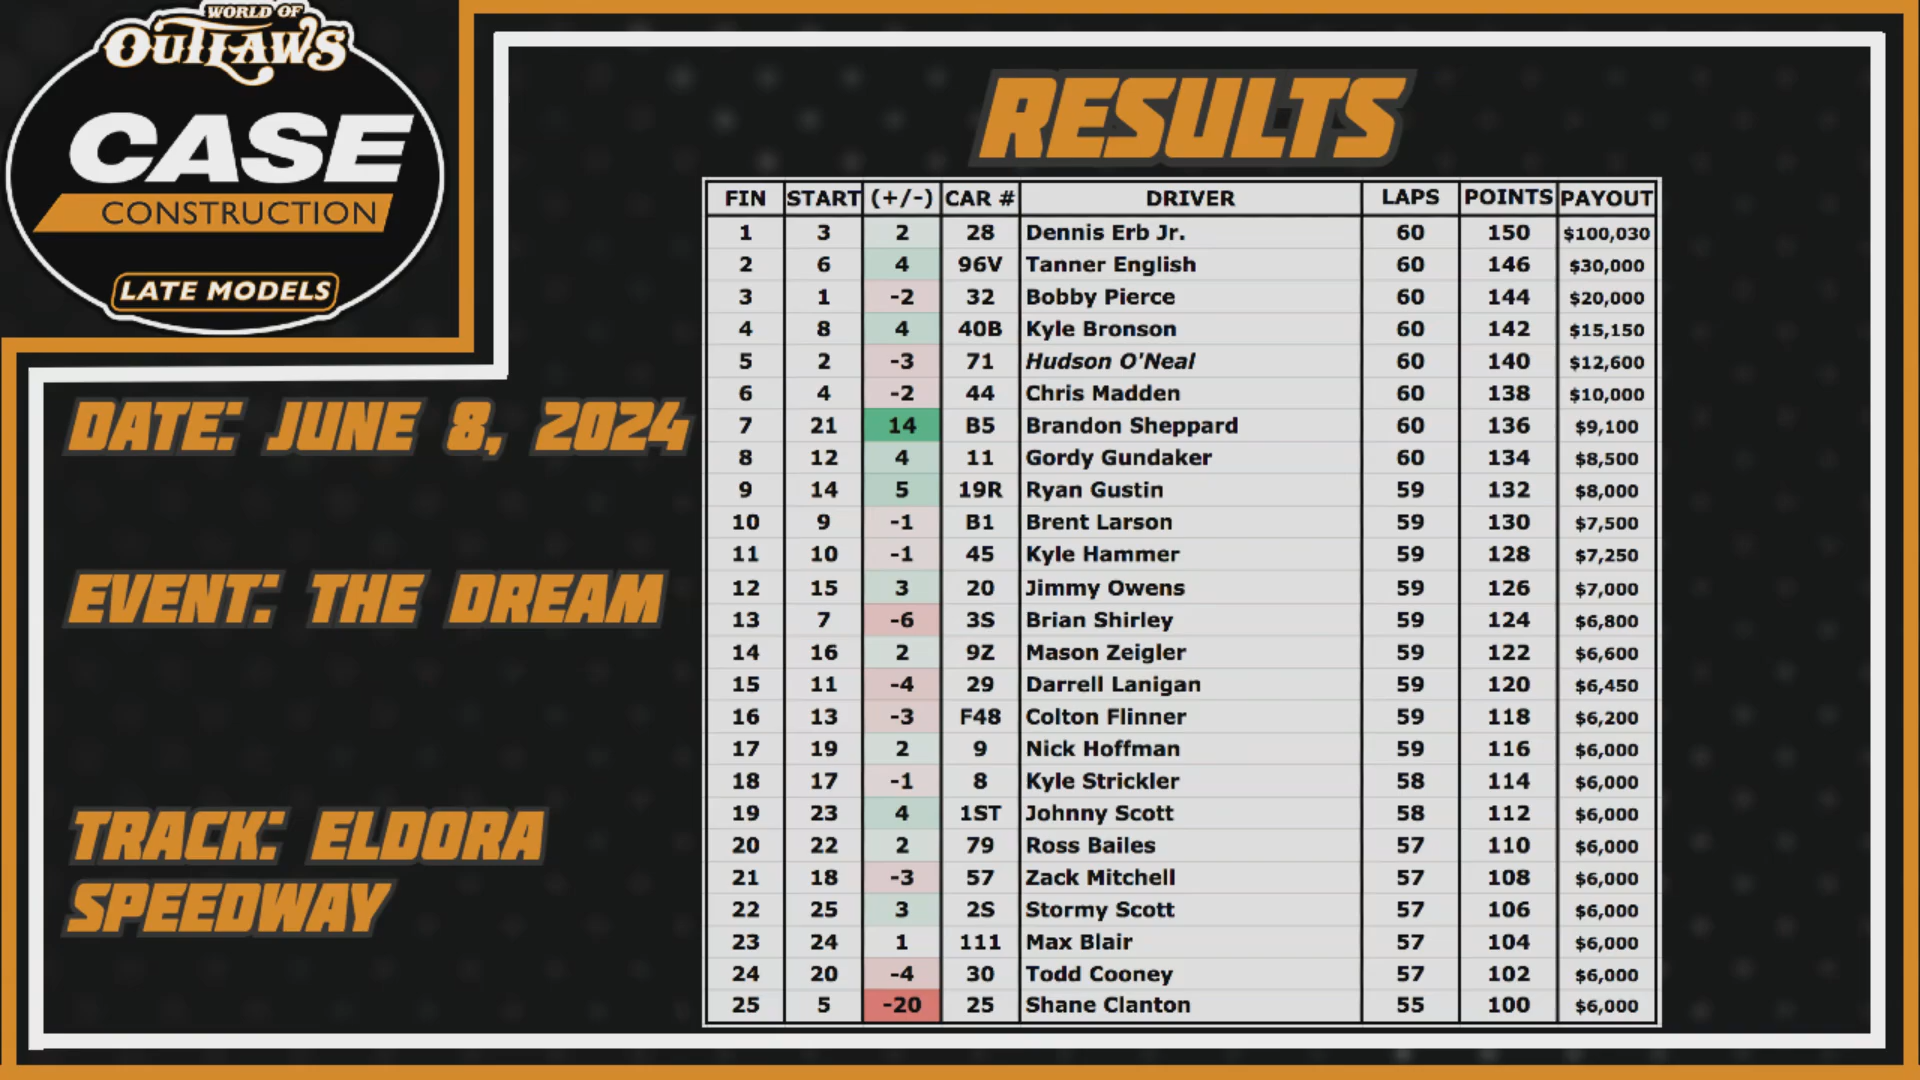 WORLD OF
OUTLAWS
CASE
CONSTRUCTION
LATE MODELS
DATE: JUNE 8, 2024
EVENT: THE DREAM
TRACK: ELDORA
SPEEDWAY
RESULTS
FIN START (+/-) CAR # DRIVER LAPS POINTS PAYOUT
1 3 2 28 Dennis Erb Jr. 60 150 $100,030
2 6 4 96V Tanner English 60 146 $30,000
3 1 -2 32 Bobby Pierce 60 144 $20,000
4 8 4 40B Kyle Bronson 60 142 $15,150
5 2 -3 71 Hudson O'Neal 60 140 $12,600
6 4 -2 44 Chris Madden 60 138 $10,000
7 21 14 B5 Brandon Sheppard 60 136 $9,100
8 12 4 11 Gordy Gundaker 60 134 $8,500
9 14 5 19R Ryan Gustin 59 132 $8,000
10 9 -1 B1 Brent Larson 59 130 $7,500
11 10 -1 45 Kyle Hammer 59 128 $7,250
12 15 3 20 Jimmy Owens 59 126 $7,000
13 7 -6 3S Brian Shirley 59 124 $6,800
14 16 2 9Z Mason Zeigler 59 122 $6,600
15 11 -4 29 Darrell Lanigan 59 120 $6,450
16 13 -3 F48 Colton Flinner 59 118 $6,200
17 19 2 9 Nick Hoffman 59 116 $6,000
18 17 -1 8 Kyle Strickler 58 114 $6,000
19 23 4 1ST Johnny Scott 58 112 $6,000
20 22 2 79 Ross Bailes 57 110 $6,000
21 18 -3 57 Zack Mitchell 57 108 $6,000
22 25 3 2S Stormy Scott 57 106 $6,000
23 24 1 111 Max Blair 57 104 $6,000
24 20 -4 30 Todd Cooney 57 102 $6,000
25 5 -20 25 Shane Clanton 55 100 $6,000